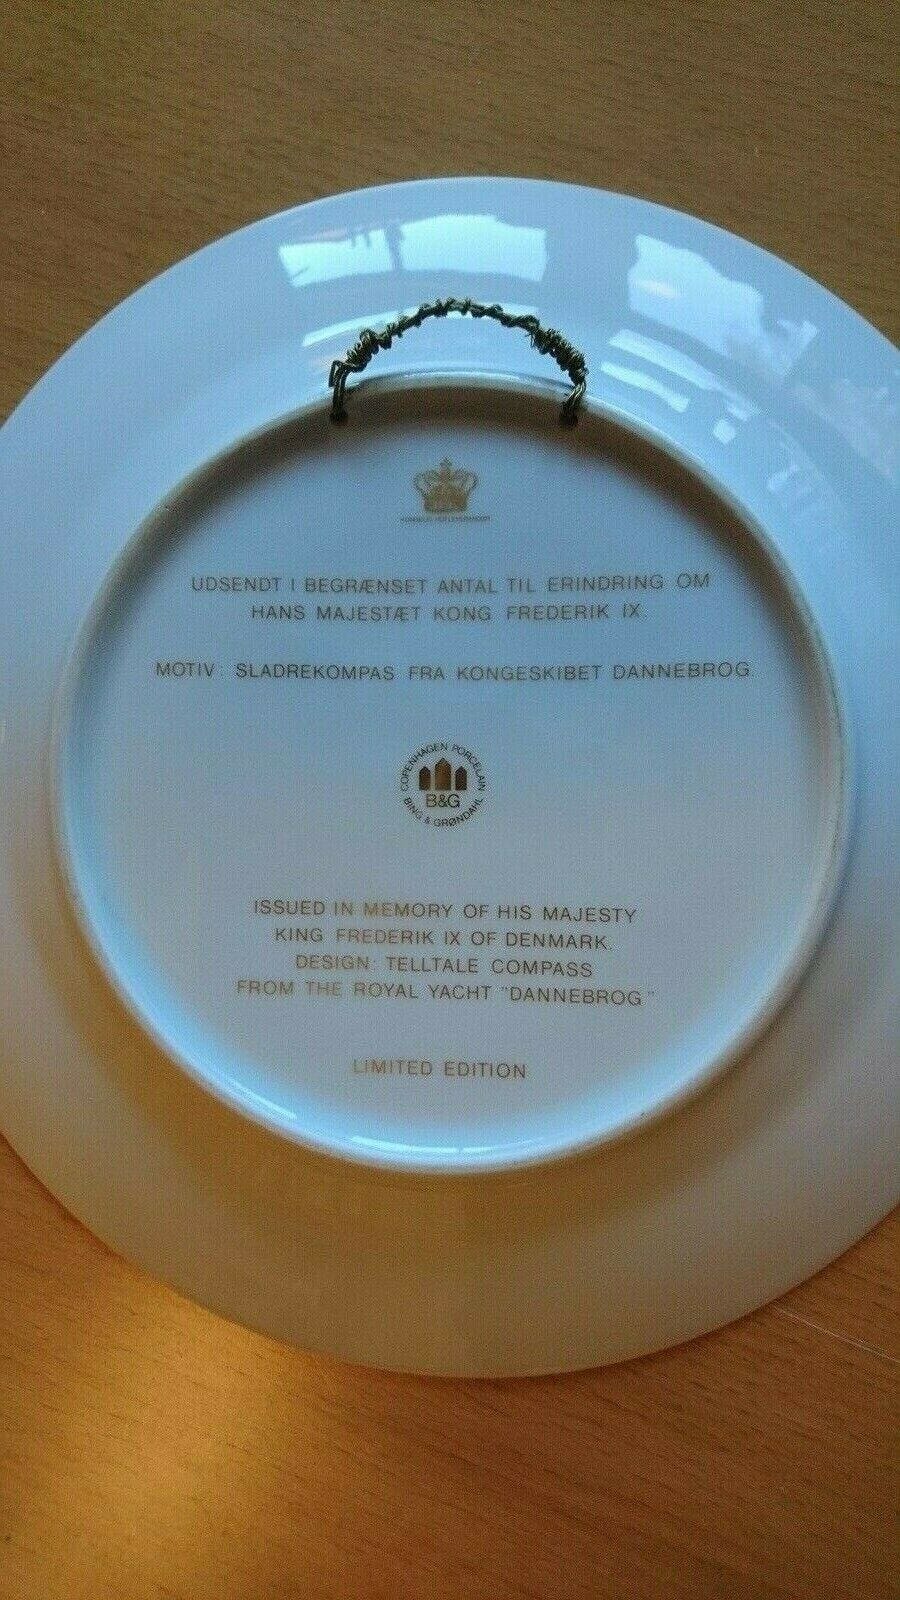 KONGELIG HOFLEVERANDØR
UDSENDT I BEGRÆNSET ANTAL TIL ERINDRING OM
HANS MAJESTÆT KONG FREDERIK IX.
MOTIV: SLADREKOMPAS FRA KONGESKIBET DANNEBROG.
COPENHAGEN PORCELAIN
B&G
BING & GRØNDAHL
ISSUED IN MEMORY OF HIS MAJESTY
KING FREDERIK IX OF DENMARK.
DESIGN: TELLTALE COMPASS
FROM THE ROYAL YACHT "DANNEBROG"
LIMITED EDITION